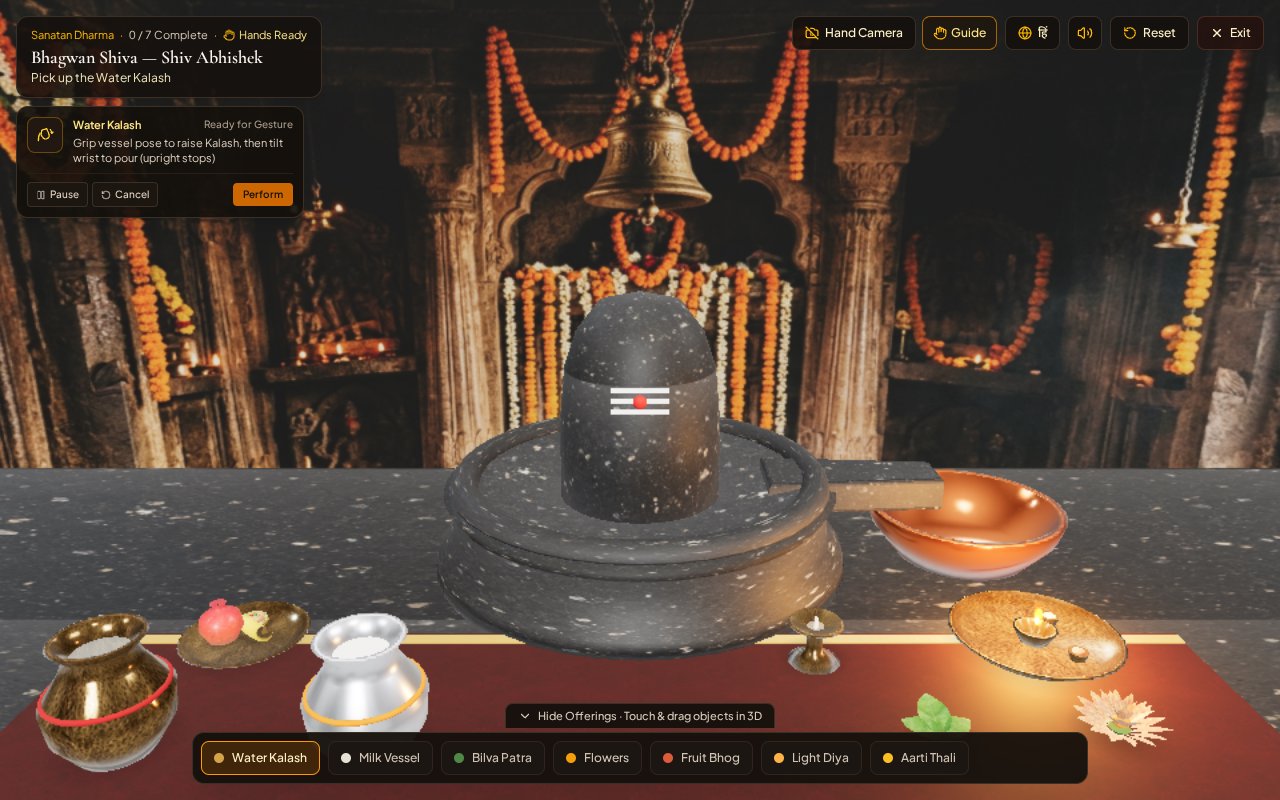 Sanatan Dharma · 0 / 7 Complete · Hands Ready
Bhagwan Shiva — Shiv Abhishek
Pick up the Water Kalash
Hand Camera
Guide
हिं
Reset
Exit
Water Kalash
Ready for Gesture
Grip vessel pose to raise Kalash, then tilt
wrist to pour (upright stops)
Pause
Cancel
Perform
Hide Offerings · Touch & drag objects in 3D
Water Kalash
Milk Vessel
Bilva Patra
Flowers
Fruit Bhog
Light Diya
Aarti Thali